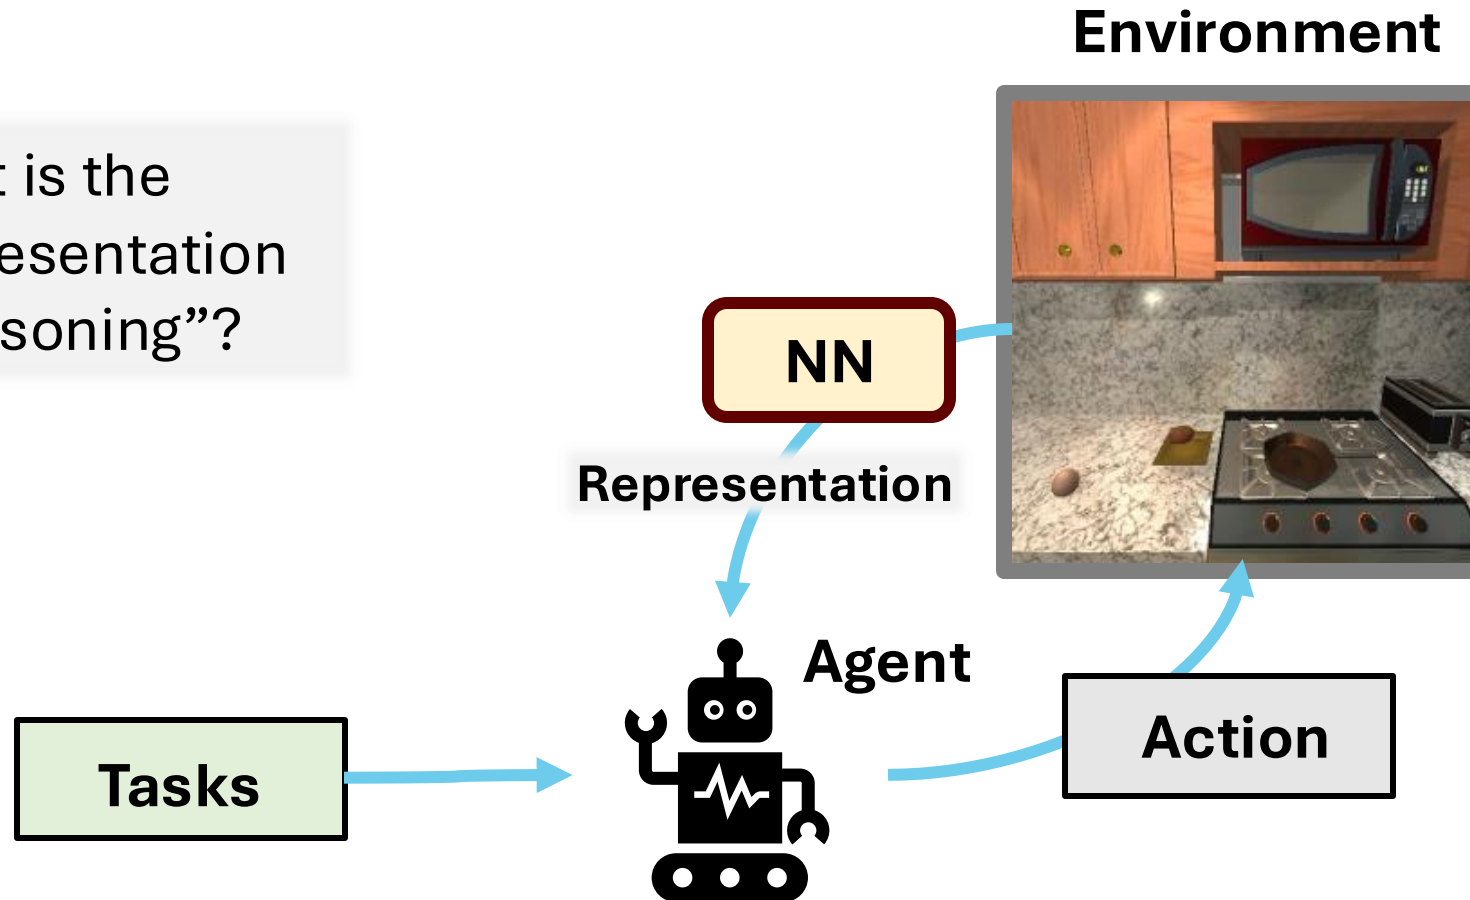 Environment
t is the
esentation
soning”?
NN
Representation
Agent
Tasks
Action